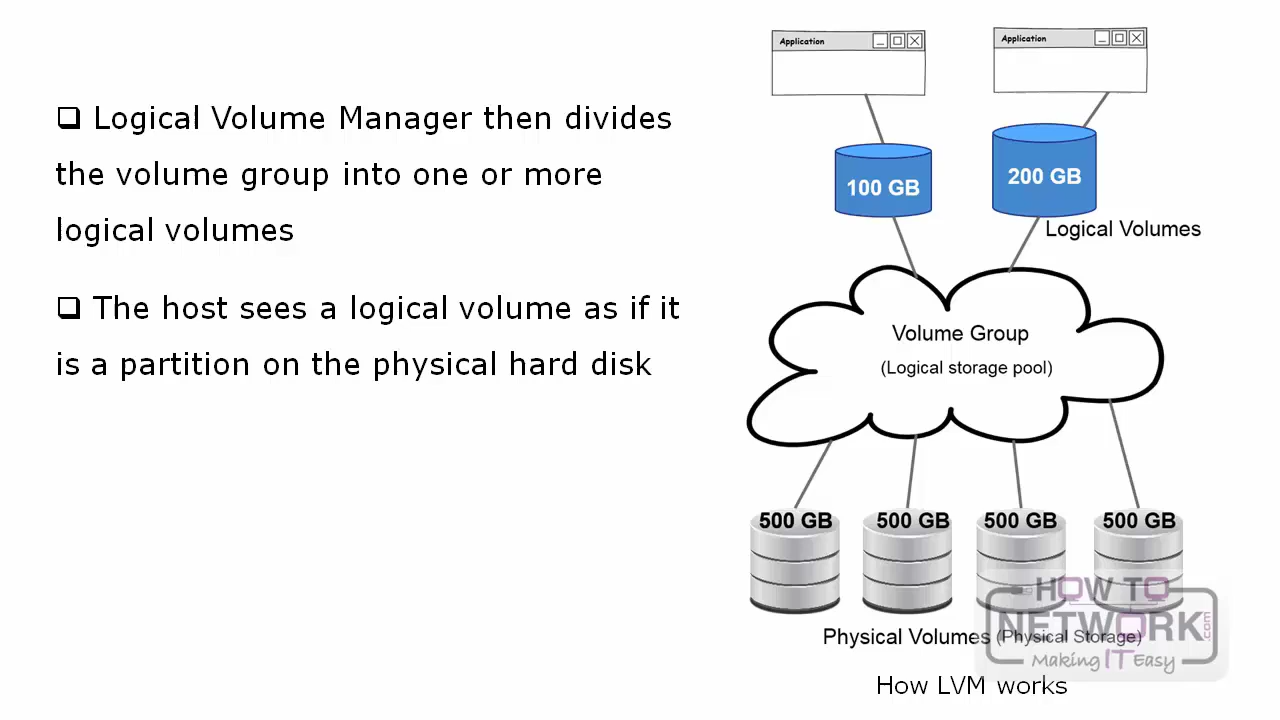 ❑ Logical Volume Manager then divides
the volume group into one or more
logical volumes
❑ The host sees a logical volume as if it
is a partition on the physical hard disk
Application
Application
100 GB
200 GB
Logical Volumes
Volume Group
(Logical storage pool)
500 GB
500 GB
500 GB
500 GB
Physical Volumes (Physical Storage)
How LVM works
HOW TO
NETWORK.com
Making IT Easy